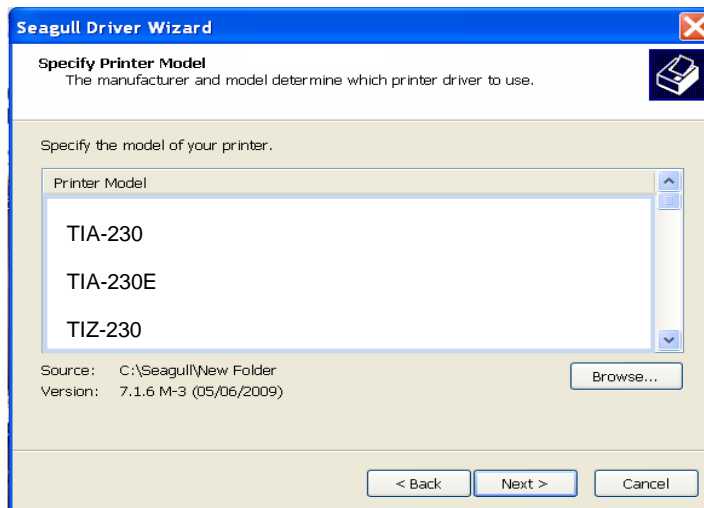 Seagull Driver Wizard
Specify Printer Model
The manufacturer and model determine which printer driver to use.
Specify the model of your printer.
Printer Model
TIA-230
TIA-230E
TIZ-230
Source: C:\Seagull\New Folder
Browse...
Version: 7.1.6 M-3 (05/06/2009)
< Back Next > Cancel